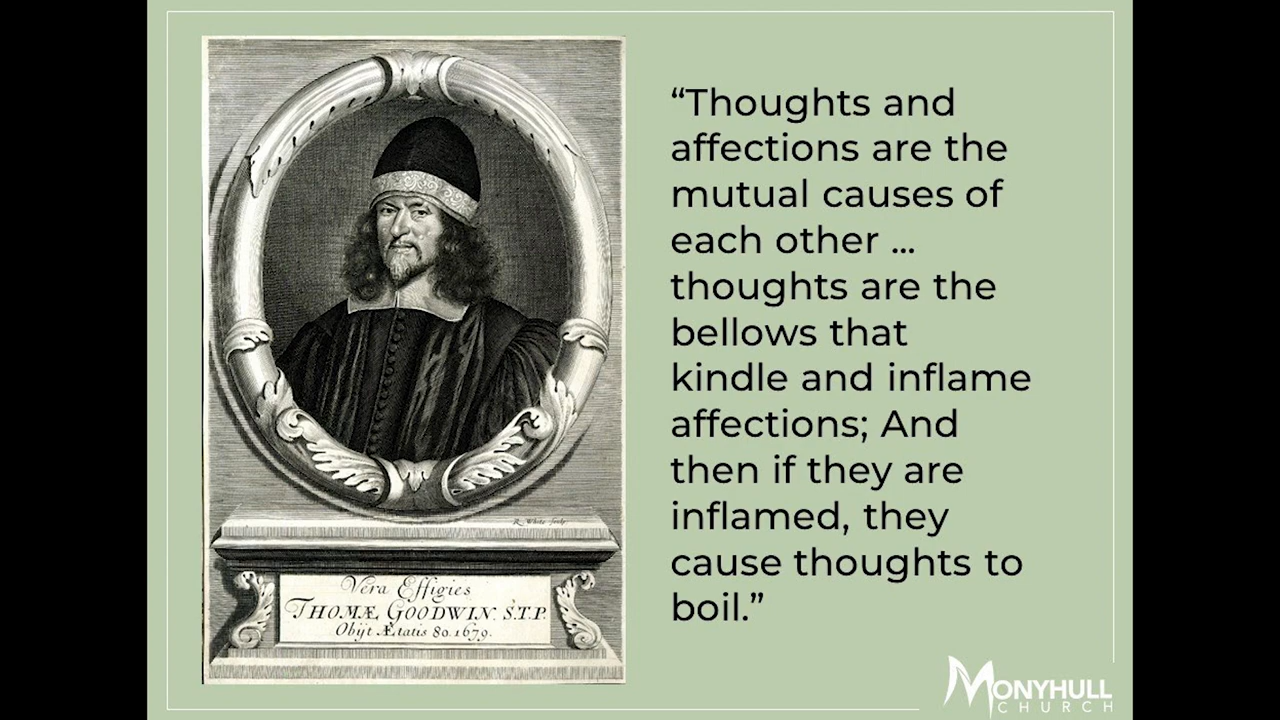 “Thoughts and
affections are the
mutual causes of
each other ...
thoughts are the
bellows that
kindle and inflame
affections; And
then if they are
inflamed, they
cause thoughts to
boil.”
R. White sculp
Vera Effigies
THOMÆ GOODWIN. S.T.P.
Obijt Ætatis 80. 1679.
MONYHULL
CHURCH